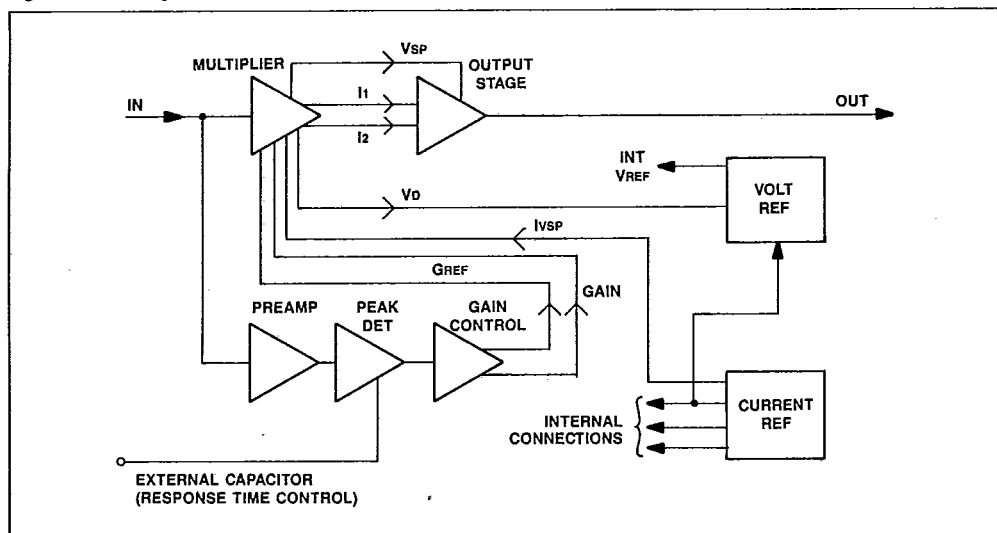 MULTIPLIER
VSP
OUTPUT
STAGE
IN
I1
I2
OUT
INT
VREF
VOLT
REF
VD
IVSP
GREF
GAIN
PREAMP
PEAK
DET
GAIN
CONTROL
INTERNAL
CONNECTIONS
CURRENT
REF
EXTERNAL CAPACITOR
(RESPONSE TIME CONTROL)